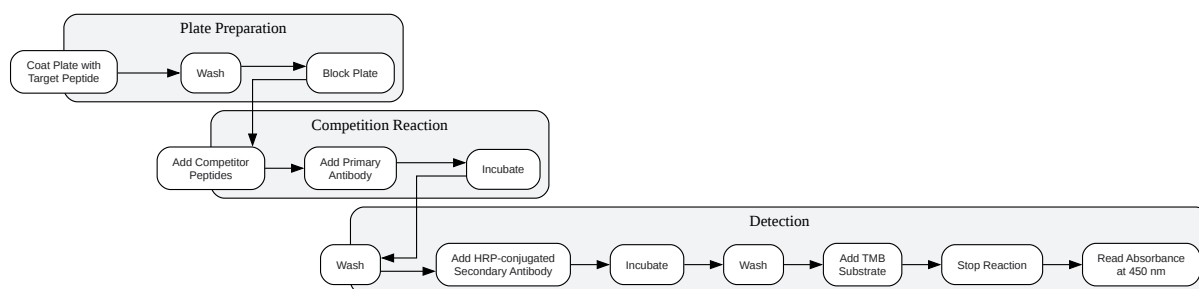 Plate Preparation
Coat Plate with
Target Peptide
Wash
Block Plate
Competition Reaction
Add Competitor
Peptides
Add Primary
Antibody
Incubate
Detection
Wash
Add HRP-conjugated
Secondary Antibody
Incubate
Wash
Add TMB
Substrate
Stop Reaction
Read Absorbance
at 450 nm